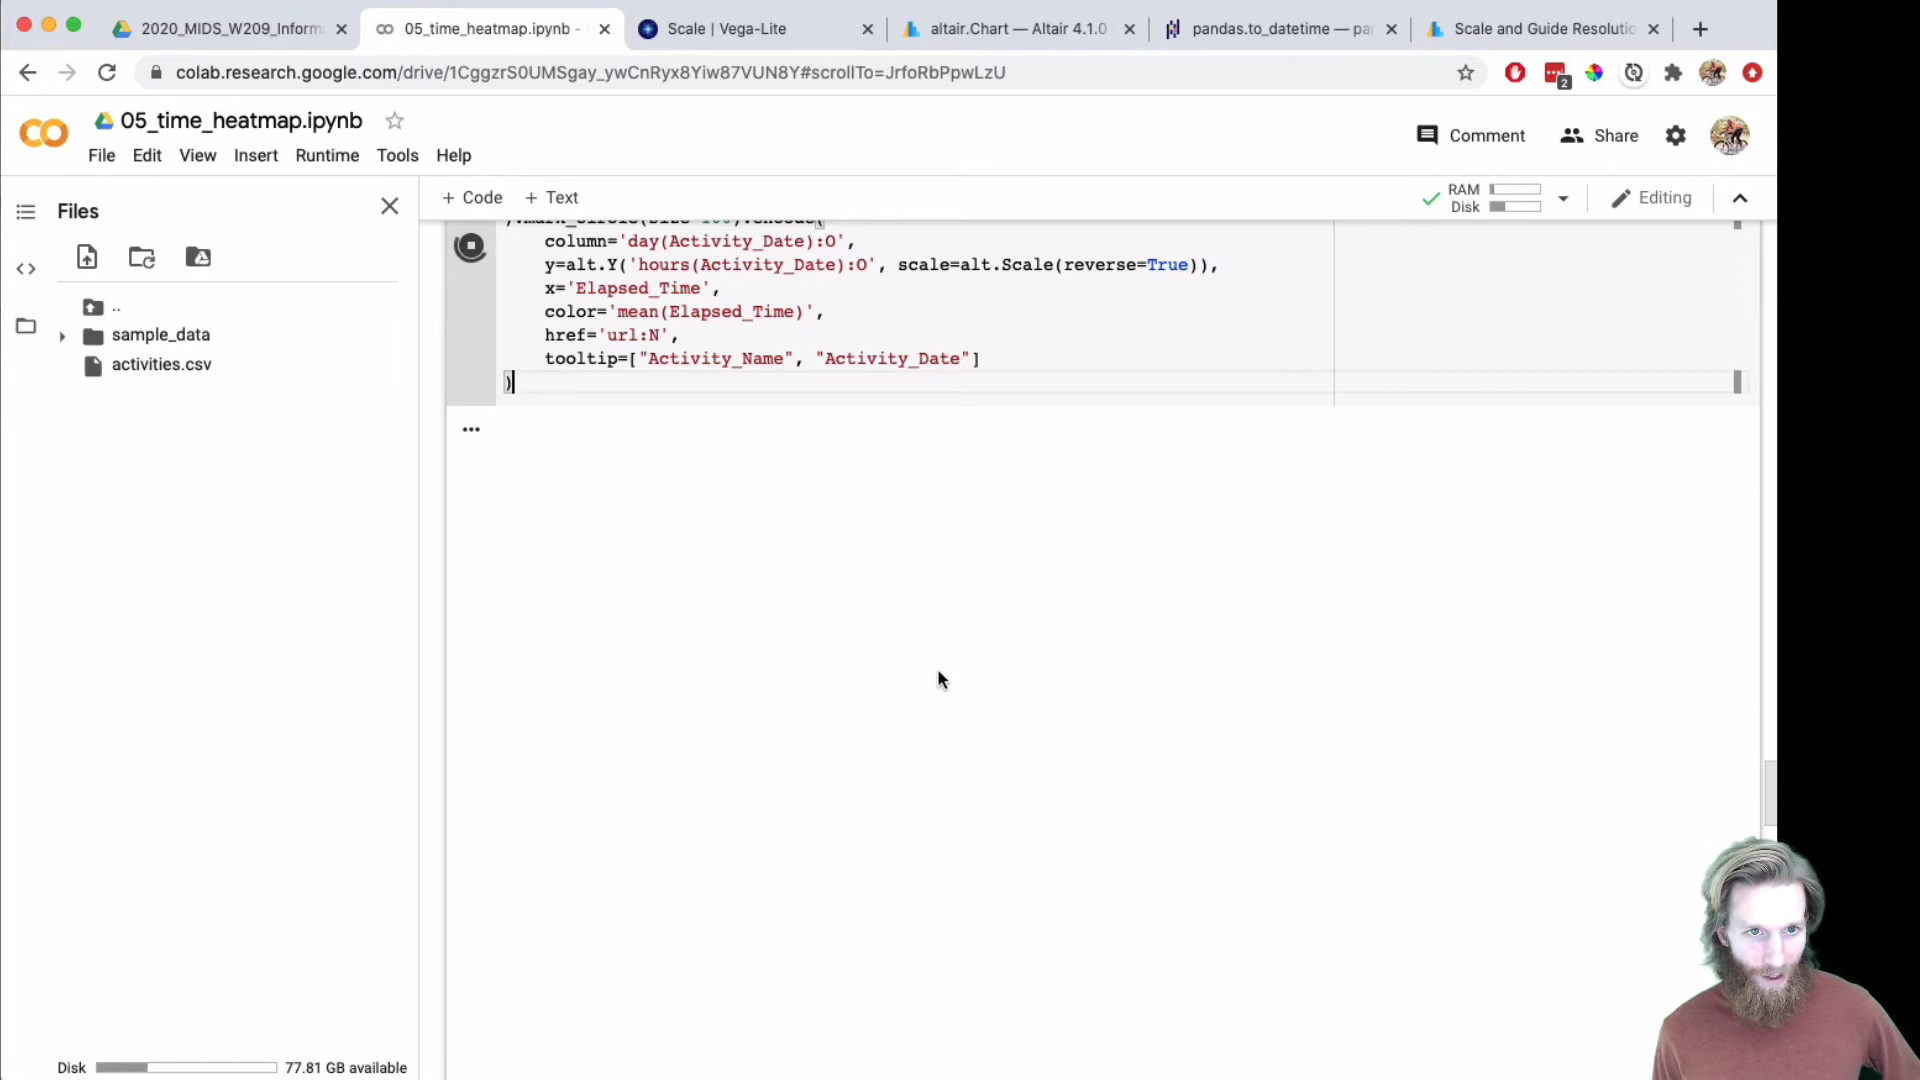 2020_MIDS_W209_Inform
05_time_heatmap.ipynb -
Scale | Vega-Lite
altair.Chart — Altair 4.1.0
pandas.to_datetime — pan
Scale and Guide Resolutio
colab.research.google.com/drive/1CggzrS0UMSgay_ywCnRyx8Yiw87VUN8Y#scrollTo=JrfoRbPpwLzU
2
05_time_heatmap.ipynb
Comment
Share
File Edit View Insert Runtime Tools Help
Files
+ Code + Text
RAM
Disk
Editing
..
sample_data
activities.csv
column='day(Activity_Date):O',
y=alt.Y('hours(Activity_Date):O', scale=alt.Scale(reverse=True)),
x='Elapsed_Time',
color='mean(Elapsed_Time)',
href='url:N',
tooltip=["Activity_Name", "Activity_Date"]
)
•••
Disk 77.81 GB available